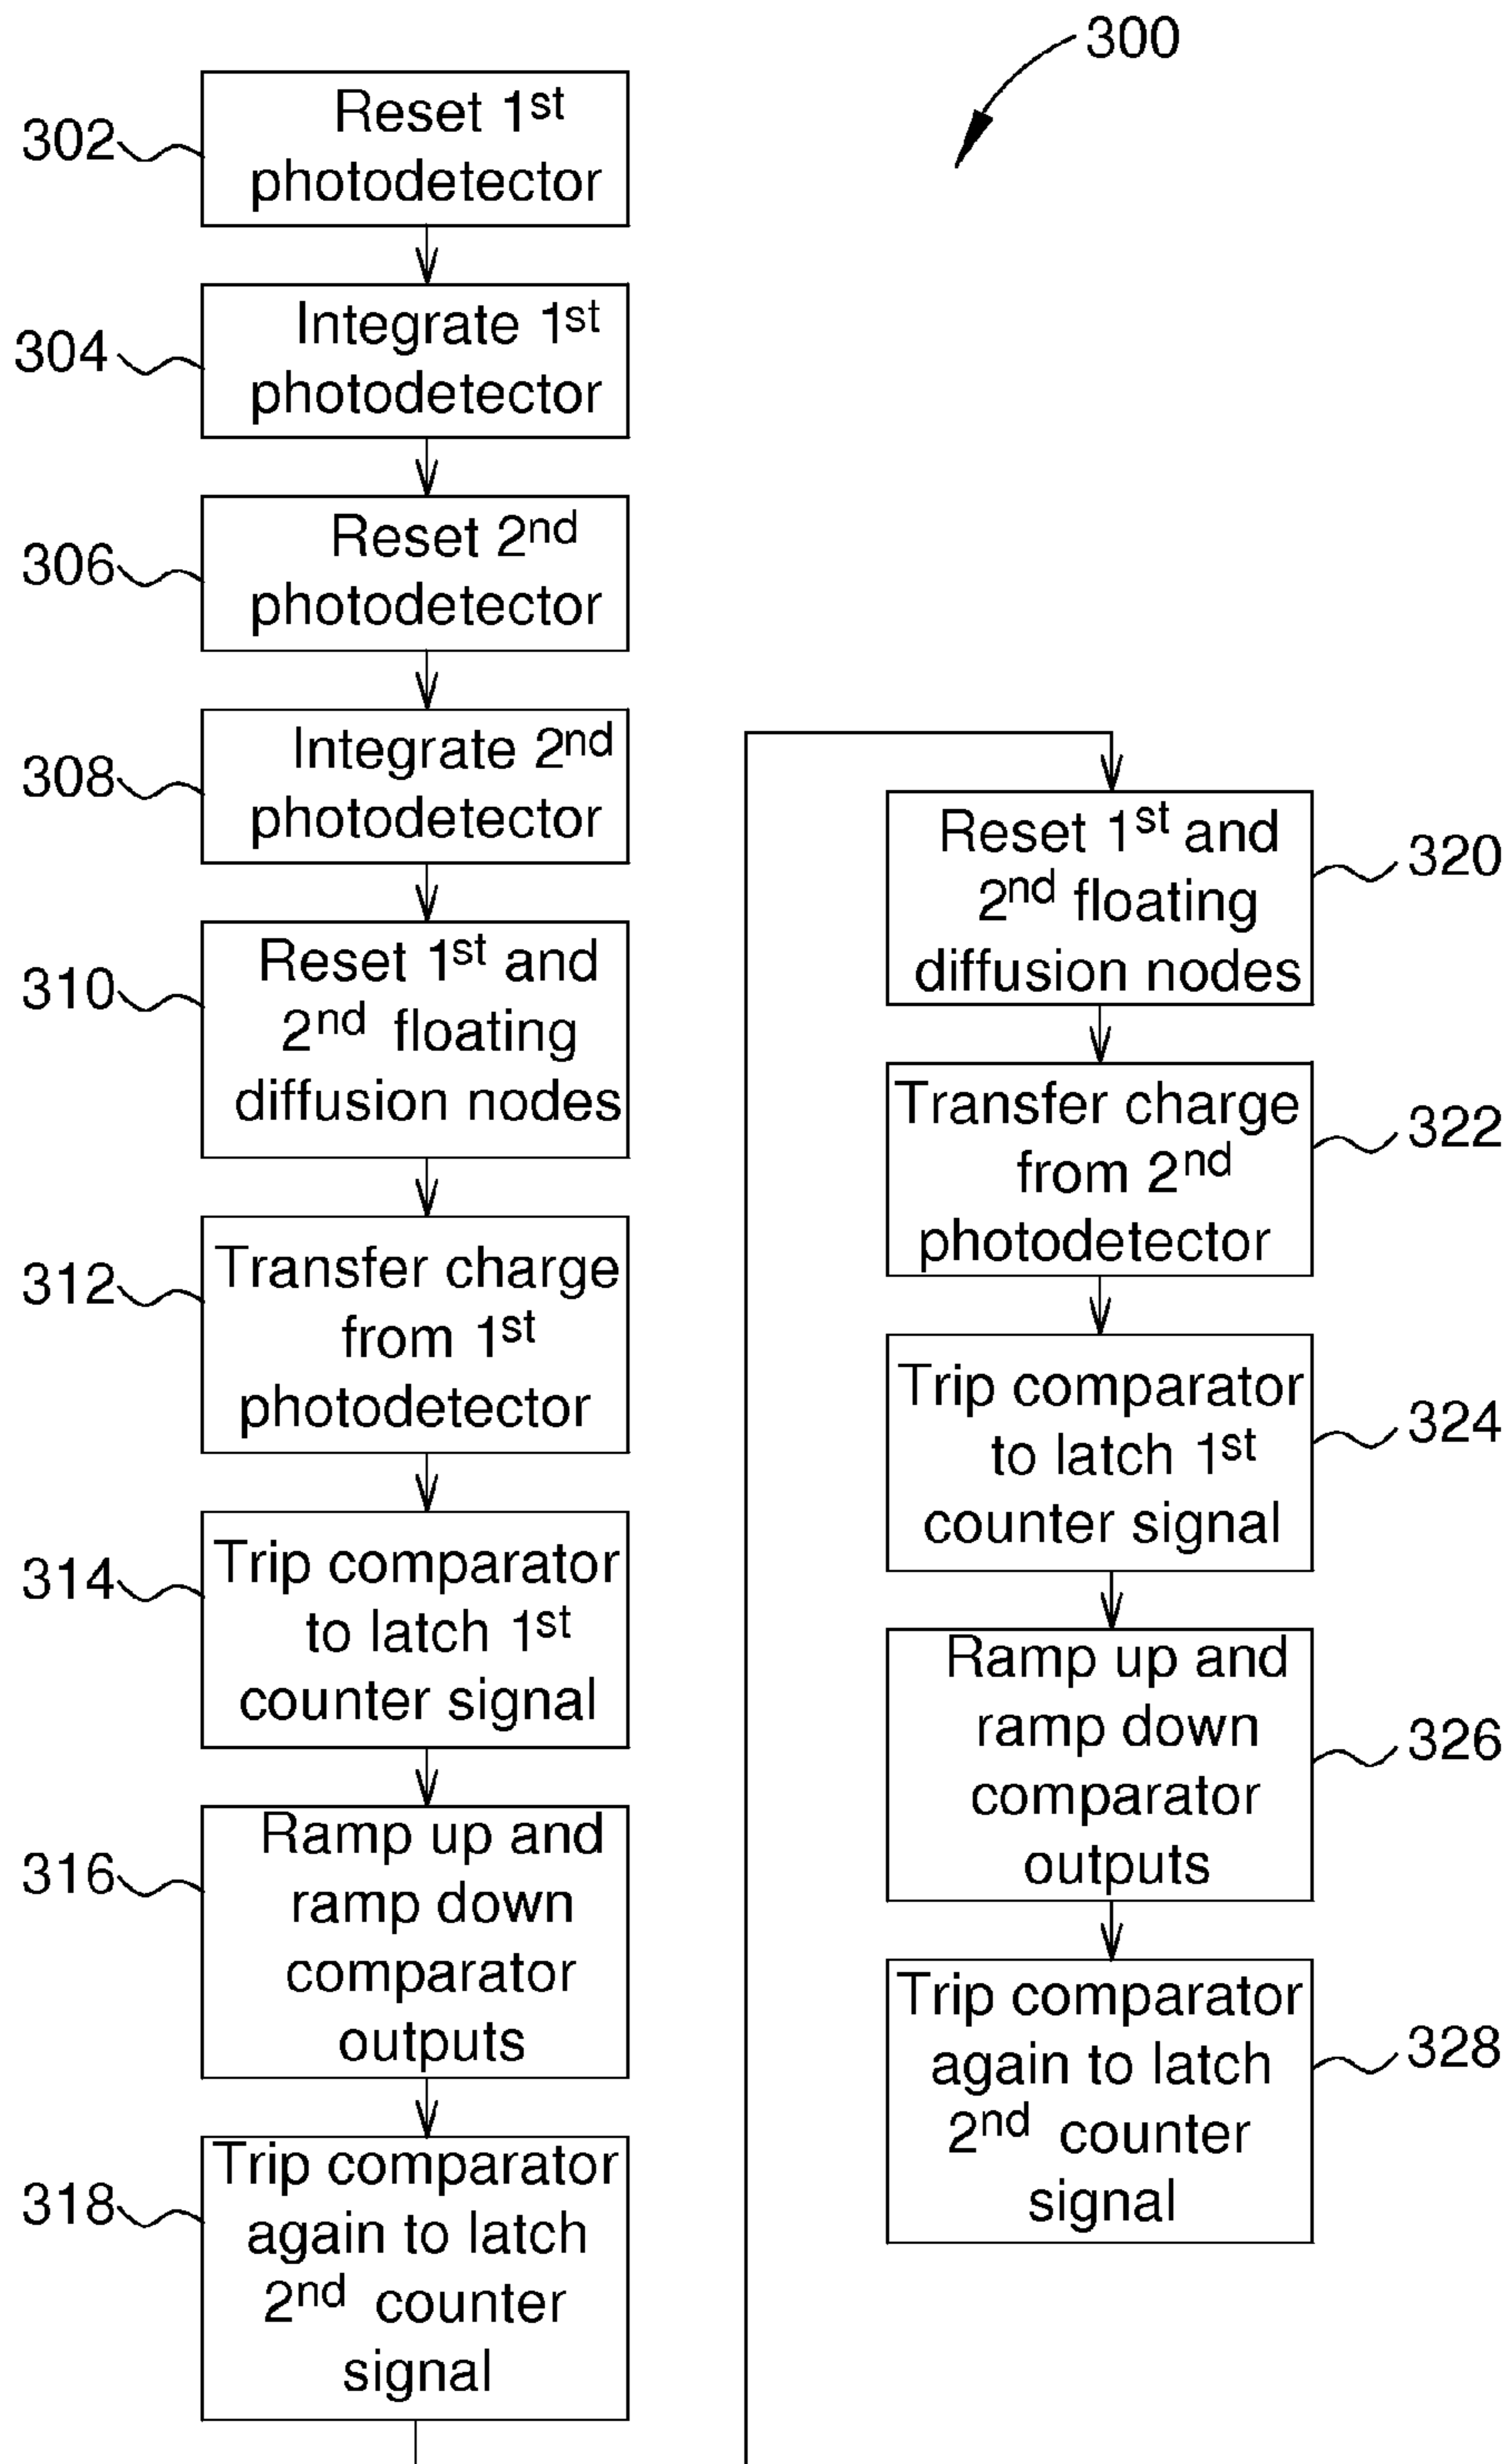 300
302
Reset 1st
photodetector
304
Integrate 1st
photodetector
306
Reset 2nd
photodetector
308
Integrate 2nd
photodetector
310
Reset 1st and
2nd floating
diffusion nodes
312
Transfer charge
from 1st
photodetector
314
Trip comparator
to latch 1st
counter signal
316
Ramp up and
ramp down
comparator
outputs
318
Trip comparator
again to latch
2nd counter
signal
320
Reset 1st and
2nd floating
diffusion nodes
322
Transfer charge
from 2nd
photodetector
324
Trip comparator
to latch 1st
counter signal
326
Ramp up and
ramp down
comparator
outputs
328
Trip comparator
again to latch
2nd counter
signal